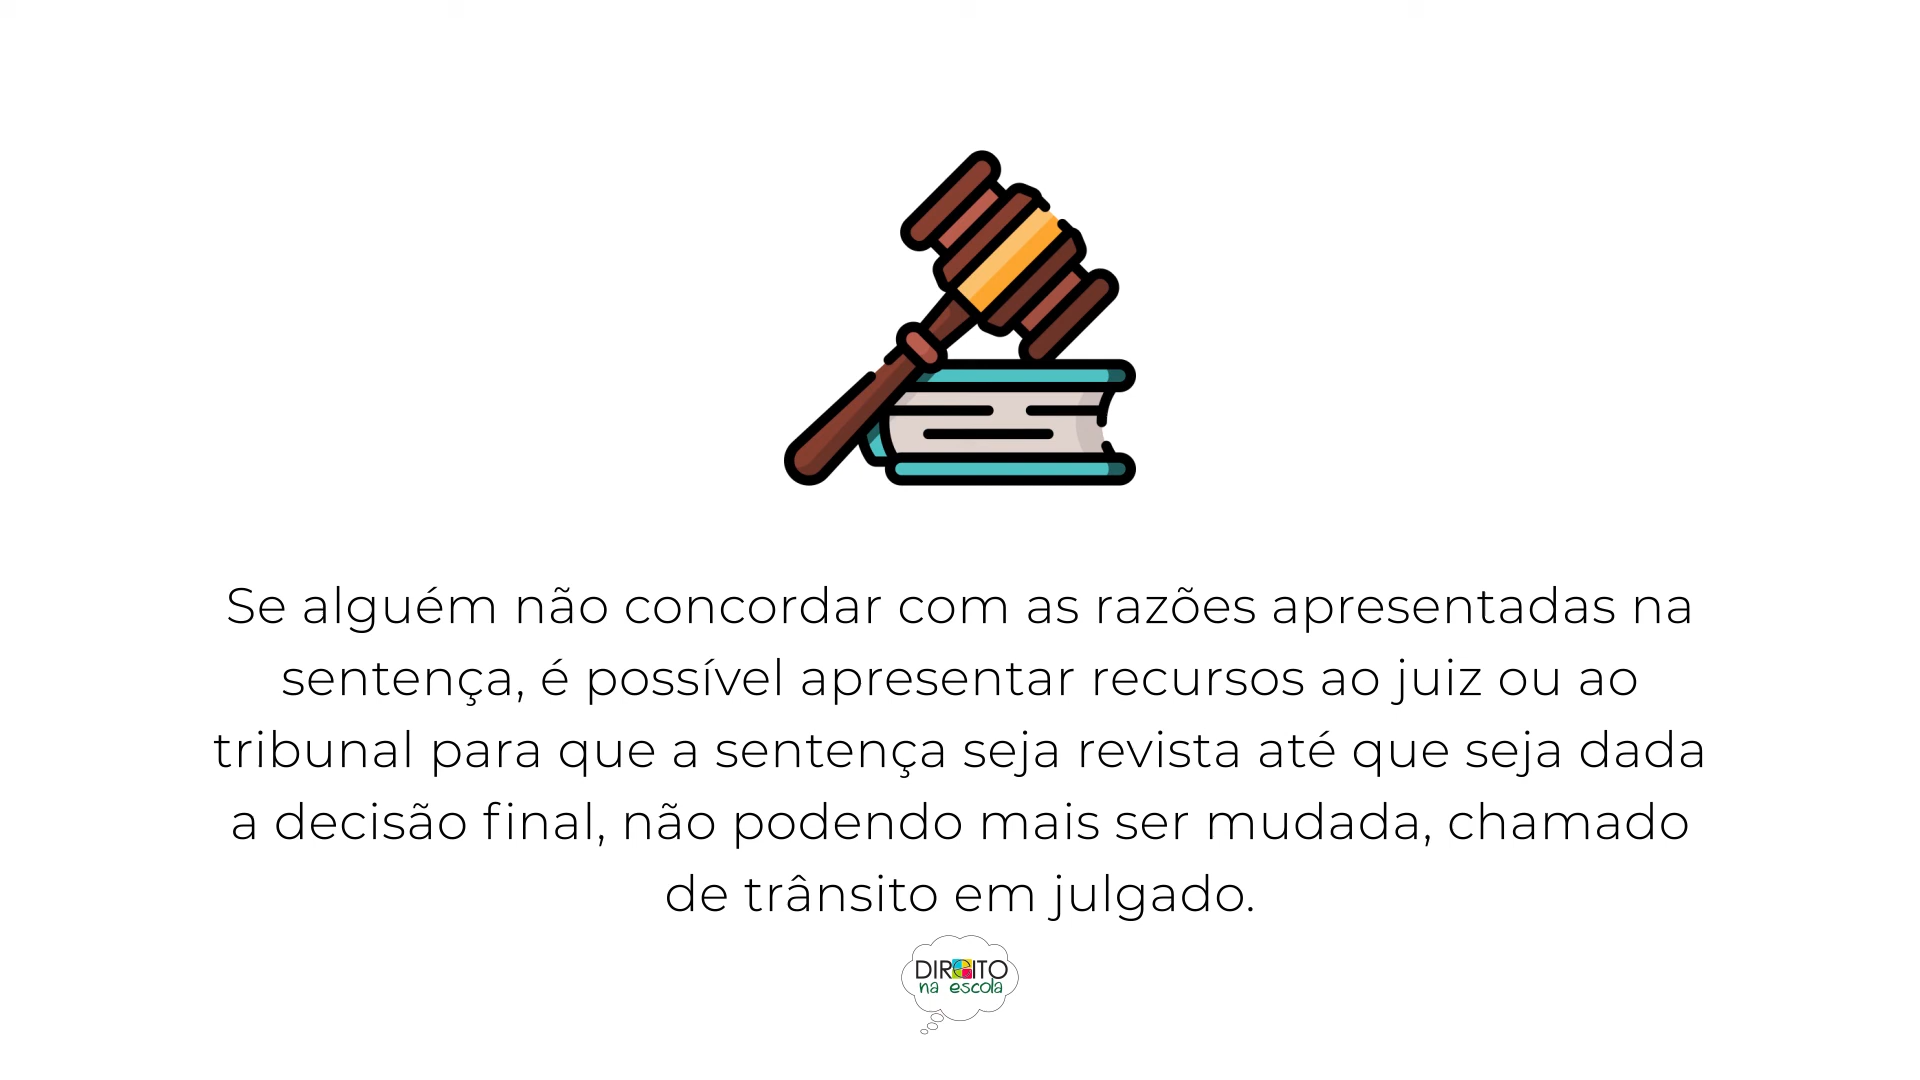 Se alguém não concordar com as razões apresentadas na
sentença, é possível apresentar recursos ao juiz ou ao
tribunal para que a sentença seja revista até que seja dada
a decisão final, não podendo mais ser mudada, chamado
de trânsito em julgado.
DIREITO
na escola